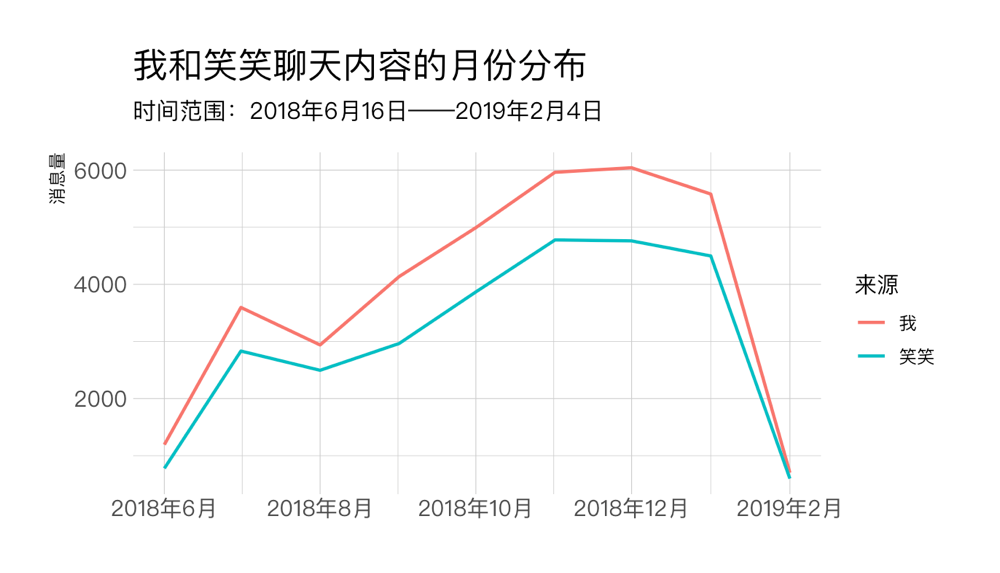 我和笑笑聊天内容的月份分布
时间范围：2018年6月16日——2019年2月4日
消息量
6000
4000
2000
2018年6月
2018年8月
2018年10月
2018年12月
2019年2月
来源
我
笑笑